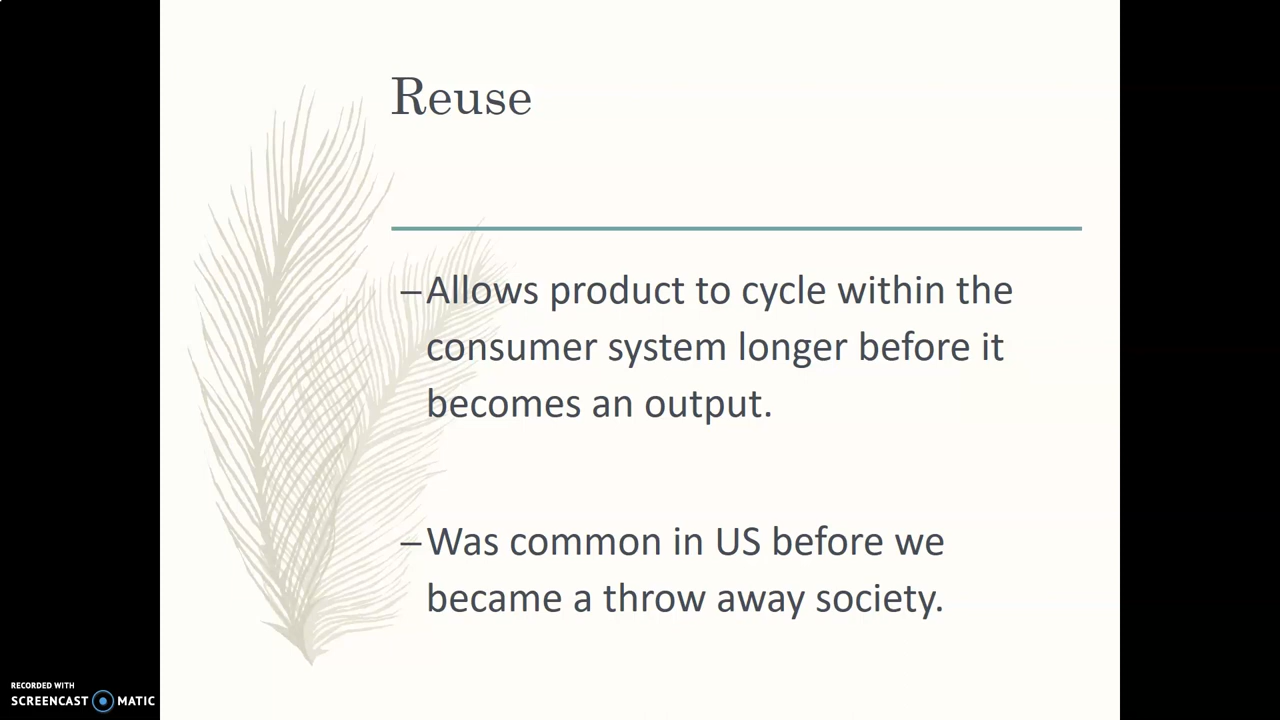 Reuse
–Allows product to cycle within the
consumer system longer before it
becomes an output.
–Was common in US before we
became a throw away society.
RECORDED WITH
SCREENCAST MATIC